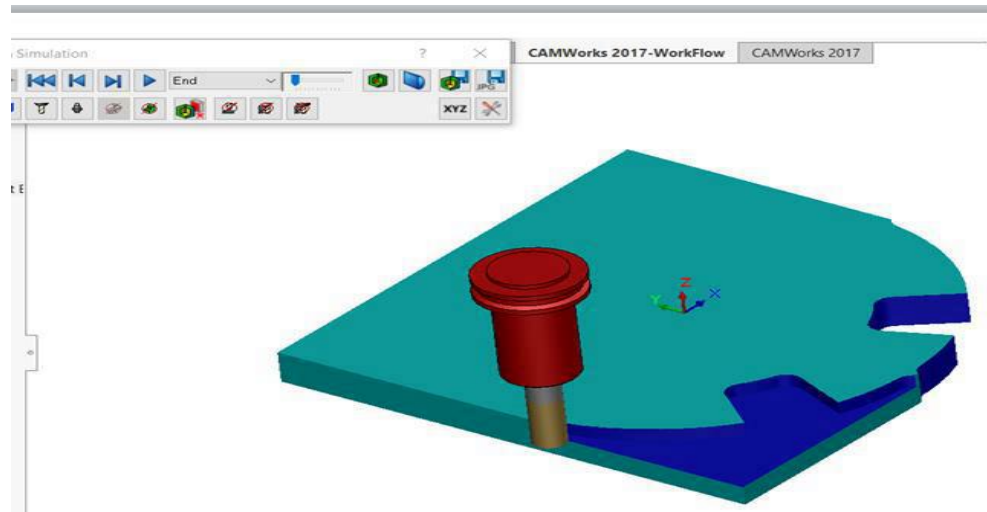 Simulation ? ×
CAMWorks 2017-WorkFlow CAMWorks 2017
End
JPG
XYZ
t E
Z
Y X